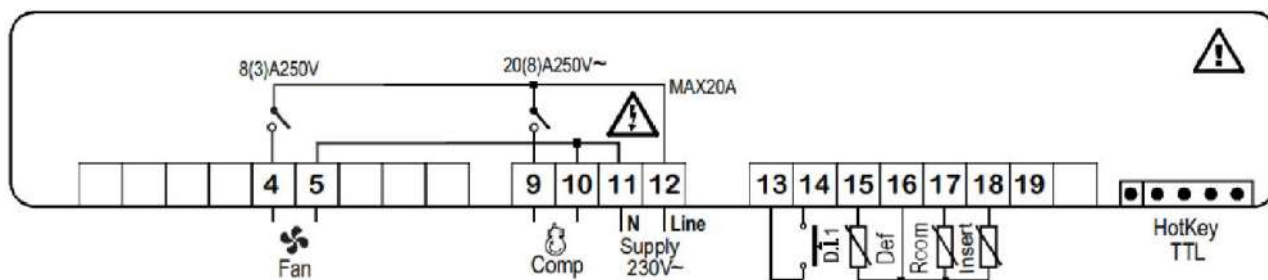 8(3)A250V
20(8)A250V~
MAX20A
4 5 9 10 11 12 13 14 15 16 17 18 19
N Line
Fan
Comp
Supply
230V~
D.I.1
Def
Room
Insert
HotKey
TTL